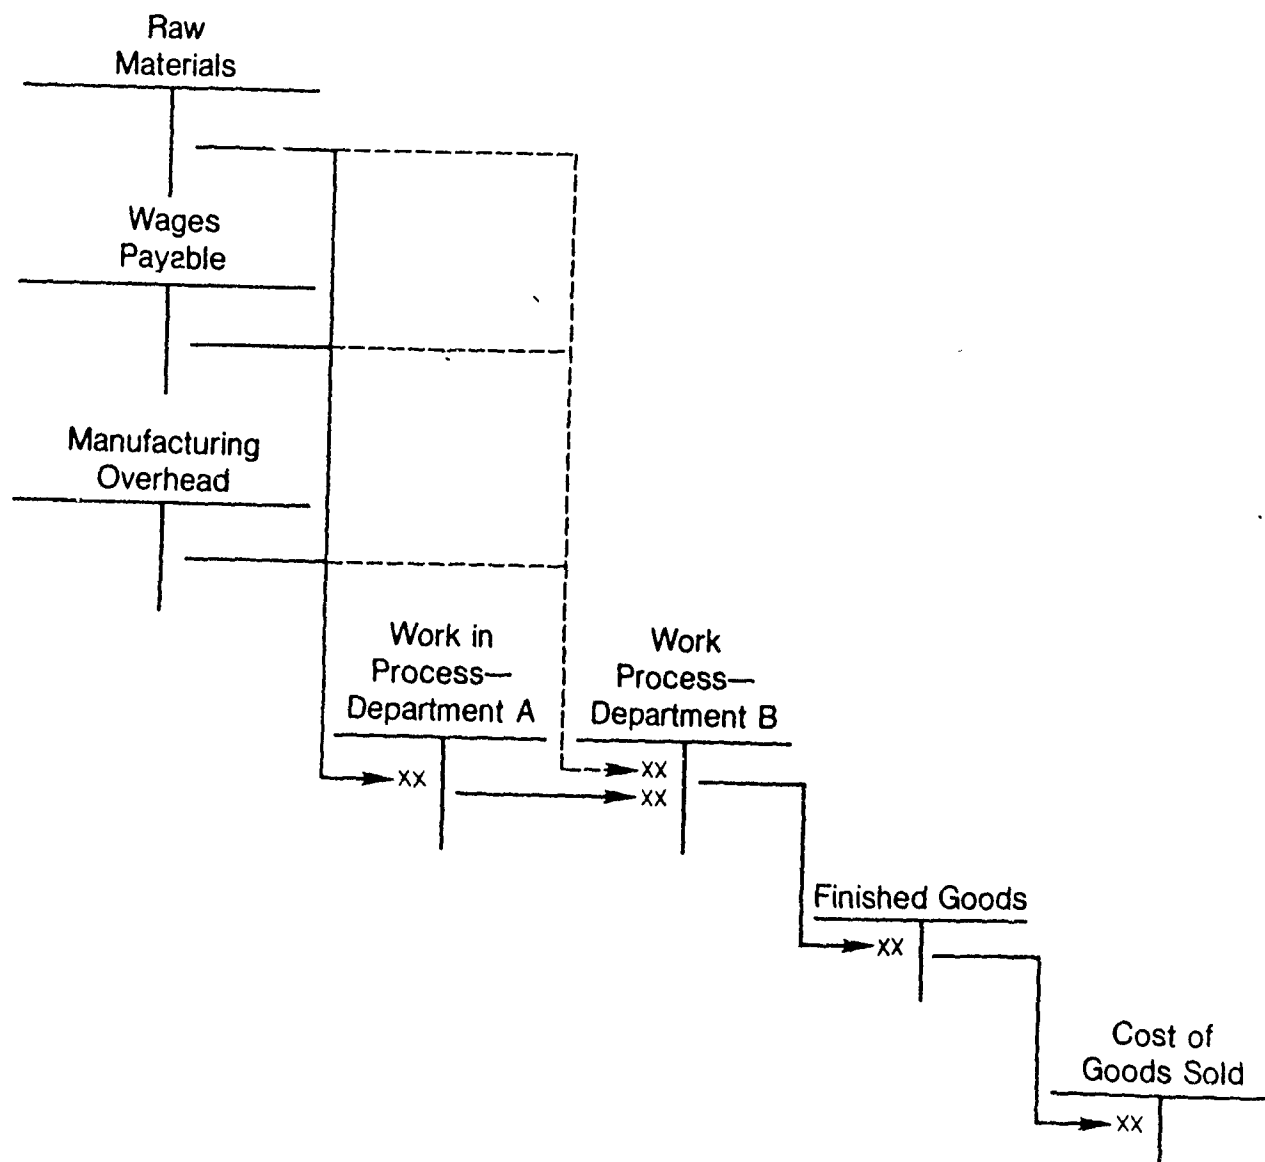 Raw
Materials
Wages
Payable
Manufacturing
Overhead
Work in
Process—
Department A
Work
Process—
Department B
XX
XX
XX
Finished Goods
XX
Cost of
Goods Sold
XX